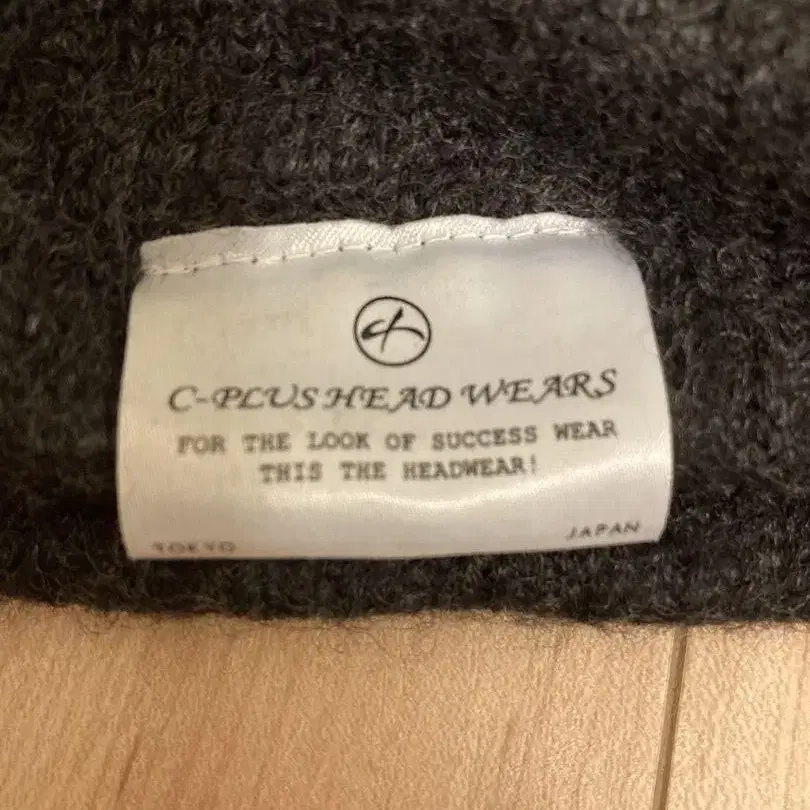 C-PLUS HEAD WEARS
FOR THE LOOK OF SUCCESS WEAR
THIS THE HEADWEAR!
TOKYO JAPAN